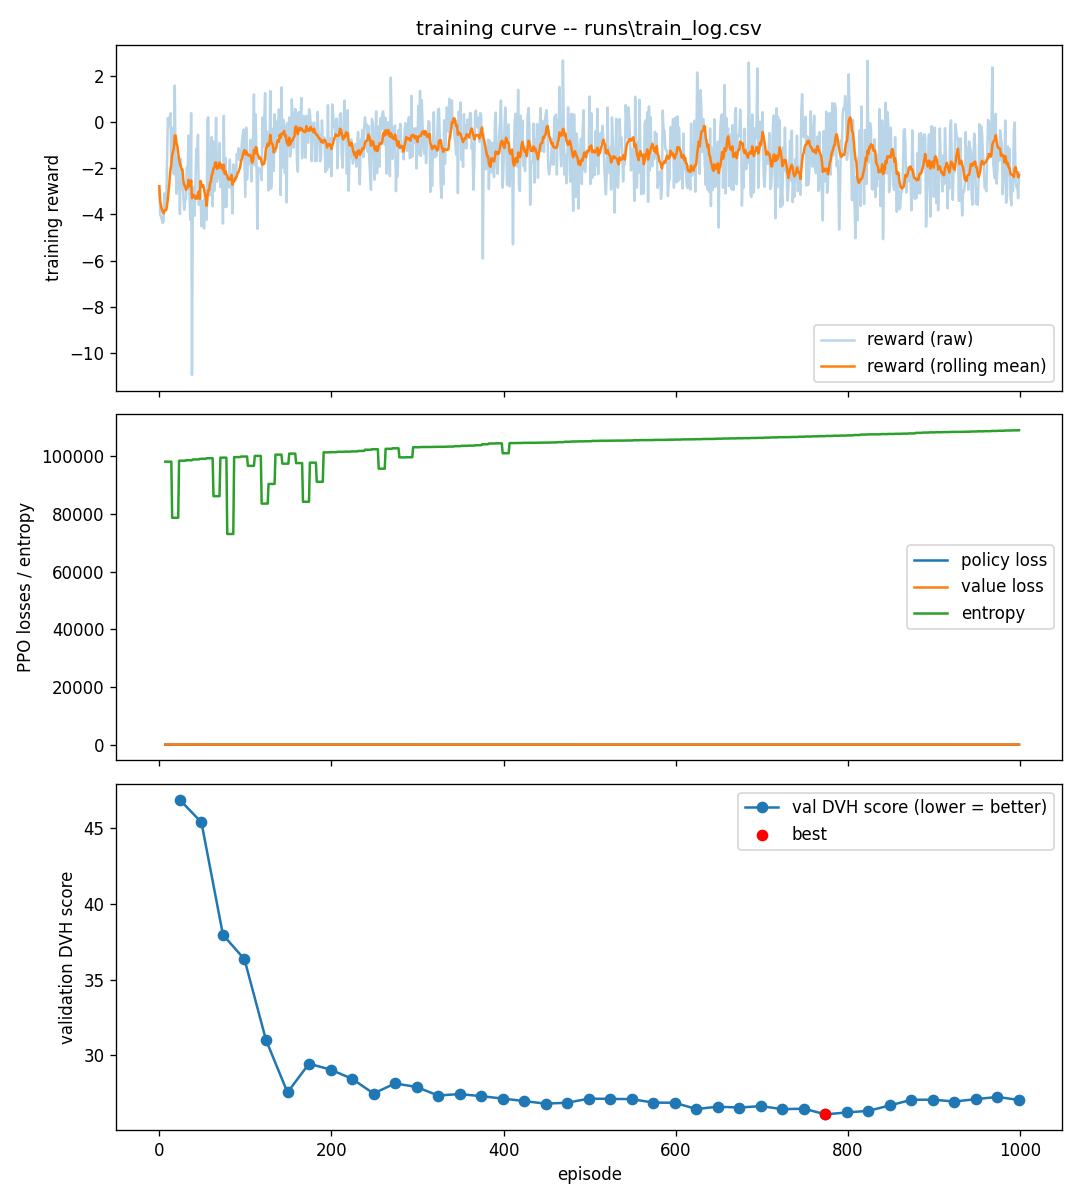 training curve -- runs\train_log.csv
training reward
2
0
−2
−4
−6
−8
−10
reward (raw)
reward (rolling mean)
PPO losses / entropy
100000
80000
60000
40000
20000
0
policy loss
value loss
entropy
validation DVH score
45
40
35
30
val DVH score (lower = better)
best
0 200 400 600 800 1000
episode